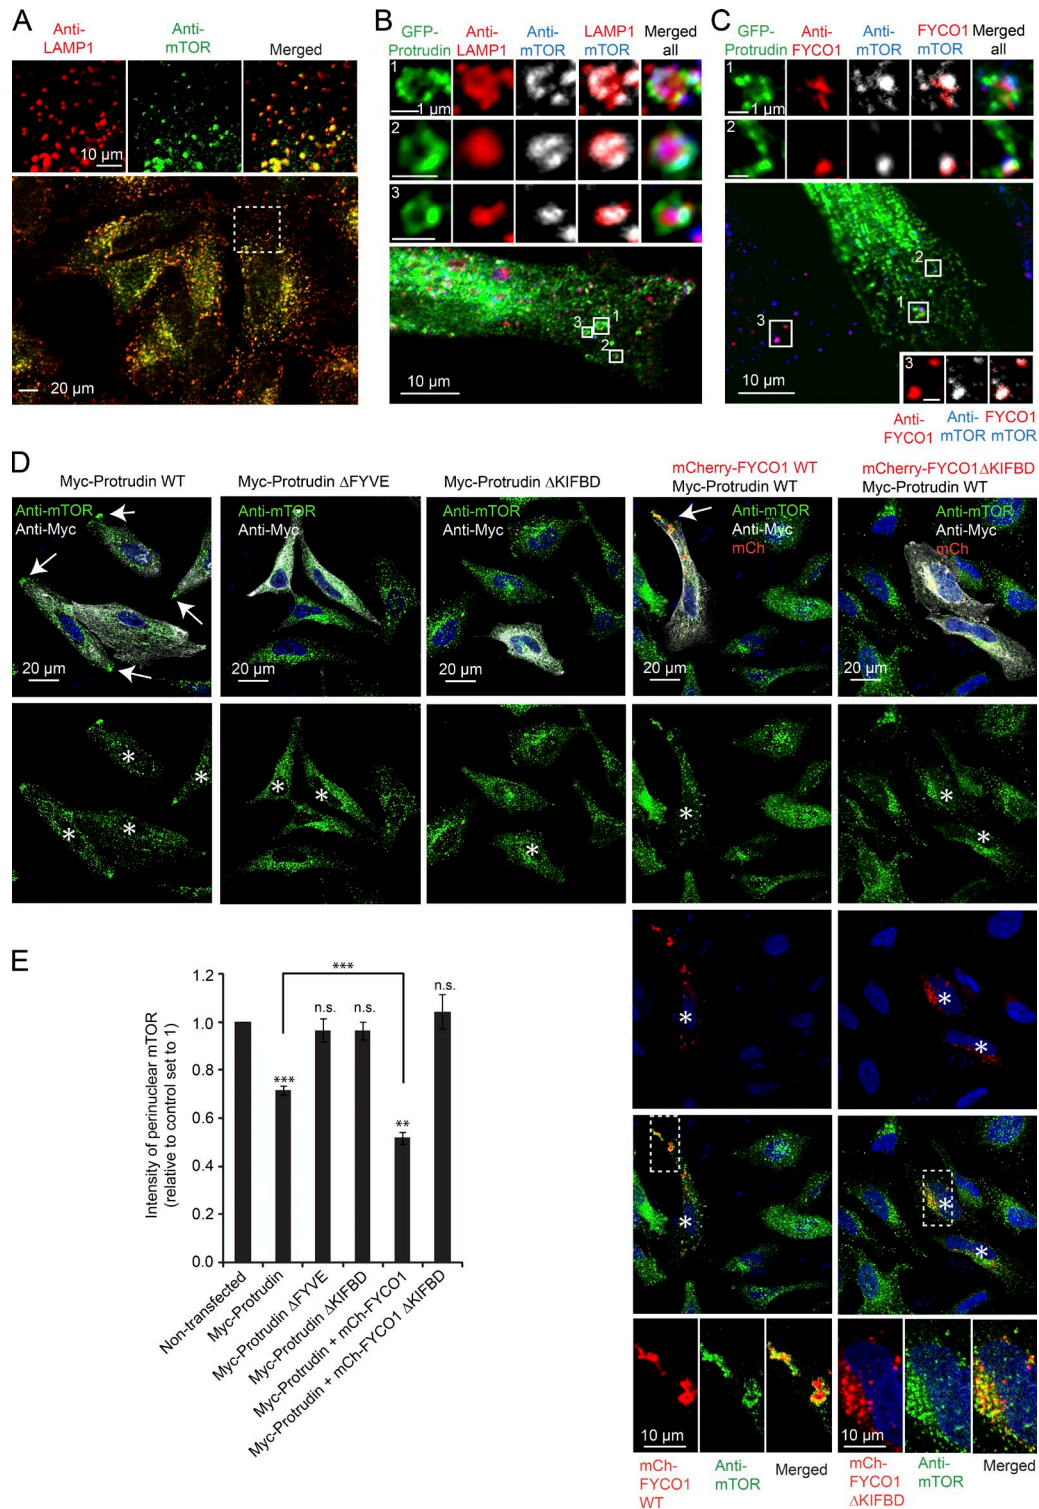 A
Anti-
LAMP1
Anti-
mTOR
Merged
10 µm
20 µm
B
GFP-
Protrudin
Anti-
LAMP1
Anti-
mTOR
LAMP1
mTOR
Merged
all
1
1 µm
2
3
3
1
2
10 µm
C
GFP-
Protrudin
Anti-
FYCO1
Anti-
mTOR
FYCO1
mTOR
Merged
all
1
1 µm
2
2
1
3
10 µm
3
Anti-
FYCO1
Anti-
mTOR
FYCO1
mTOR
D
Myc-Protrudin WT
Anti-mTOR
Anti-Myc
20 µm
Myc-Protrudin ΔFYVE
Anti-mTOR
Anti-Myc
20 µm
Myc-Protrudin ΔKIFBD
Anti-mTOR
Anti-Myc
20 µm
mCherry-FYCO1 WT
Myc-Protrudin WT
Anti-mTOR
Anti-Myc
mCh
20 µm
mCherry-FYCO1ΔKIFBD
Myc-Protrudin WT
Anti-mTOR
Anti-Myc
mCh
20 µm
* * * *
* *
*
*
* *
*
* *
*
* *
10 µm
mCh-
FYCO1
WT
Anti-
mTOR
Merged
10 µm
mCh-
FYCO1
ΔKIFBD
Anti-
mTOR
Merged
E
Intensity of perinuclear mTOR
(relative to control set to 1)
1.2
1.0
0.8
0.6
0.4
0.2
0.0
***
***
n.s.
n.s.
**
n.s.
Non-transfected
Myc-Protrudin
Myc-Protrudin ΔFYVE
Myc-Protrudin ΔKIFBD
Myc-Protrudin + mCh-FYCO1
Myc-Protrudin + mCh-FYCO1 ΔKIFBD